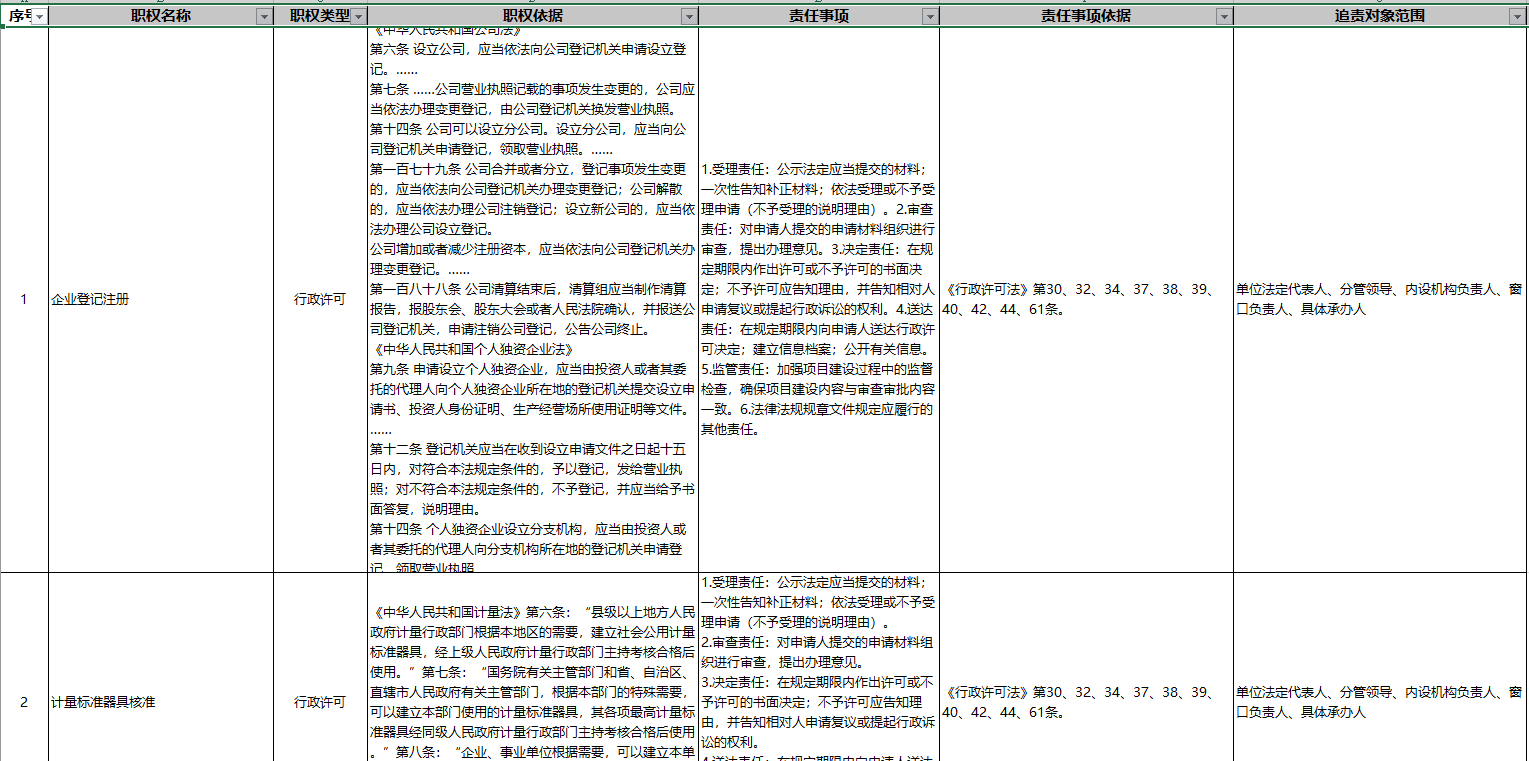 序号 职权名称 职权类型 职权依据 责任事项 责任事项依据 追责对象范围
1
企业登记注册
行政许可
《中华人民共和国公司法》
第六条 设立公司，应当依法向公司登记机关申请设立登
记。……
第七条 ……公司营业执照记载的事项发生变更的，公司应
当依法办理变更登记，由公司登记机关换发营业执照。
第十四条 公司可以设立分公司。设立分公司，应当向公
司登记机关申请登记，领取营业执照。……
第一百七十九条 公司合并或者分立，登记事项发生变更
的，应当依法向公司登记机关办理变更登记；公司解散
的，应当依法办理公司注销登记；设立新公司的，应当依
法办理公司设立登记。
公司增加或者减少注册资本，应当依法向公司登记机关办
理变更登记。……
第一百八十八条 公司清算结束后，清算组应当制作清算
报告，报股东会、股东大会或者人民法院确认，并报送公
司登记机关，申请注销公司登记，公告公司终止。
《中华人民共和国个人独资企业法》
第九条 申请设立个人独资企业，应当由投资人或者其委
托的代理人向个人独资企业所在地的登记机关提交设立申
请书、投资人身份证明、生产经营场所使用证明等文件。
……
第十二条 登记机关应当在收到设立申请文件之日起十五
日内，对符合本法规定条件的，予以登记，发给营业执
照；对不符合本法规定条件的，不予登记，并应当给予书
面答复，说明理由。
第十四条 个人独资企业设立分支机构，应当由投资人或
者其委托的代理人向分支机构所在地的登记机关申请登
记，领取营业执照
1.受理责任：公示法定应当提交的材料；
一次性告知补正材料；依法受理或不予受
理申请（不予受理的说明理由）。2.审查
责任：对申请人提交的申请材料组织进行
审查，提出办理意见。3.决定责任：在规
定期限内作出许可或不予许可的书面决
定；不予许可应告知理由，并告知相对人
申请复议或提起行政诉讼的权利。4.送达
责任：在规定期限内向申请人送达行政许
可决定；建立信息档案；公开有关信息。
5.监管责任：加强项目建设过程中的监督
检查，确保项目建设内容与审查审批内容
一致。6.法律法规规章文件规定应履行的
其他责任。
《行政许可法》第30、32、34、37、38、39、
40、42、44、61条。
单位法定代表人、分管领导、内设机构负责人、窗
口负责人、具体承办人
2
计量标准器具核准
行政许可
《中华人民共和国计量法》第六条：“县级以上地方人民
政府计量行政部门根据本地区的需要，建立社会公用计量
标准器具，经上级人民政府计量行政部门主持考核合格后
使用。”第七条：“国务院有关主管部门和省、自治区、
直辖市人民政府有关主管部门，根据本部门的特殊需要，
可以建立本部门使用的计量标准器具，其各项最高计量标
准器具经同级人民政府计量行政部门主持考核合格后使用
。”第八条：“企业、事业单位根据需要，可以建立本单
1.受理责任：公示法定应当提交的材料；
一次性告知补正材料；依法受理或不予受
理申请（不予受理的说明理由）。
2.审查责任：对申请人提交的申请材料组
织进行审查，提出办理意见。
3.决定责任：在规定期限内作出许可或不
予许可的书面决定；不予许可应告知理
由，并告知相对人申请复议或提起行政诉
讼的权利。
4.送达责任：在规定期限内向申请人送达
《行政许可法》第30、32、34、37、38、39、
40、42、44、61条。
单位法定代表人、分管领导、内设机构负责人、窗
口负责人、具体承办人